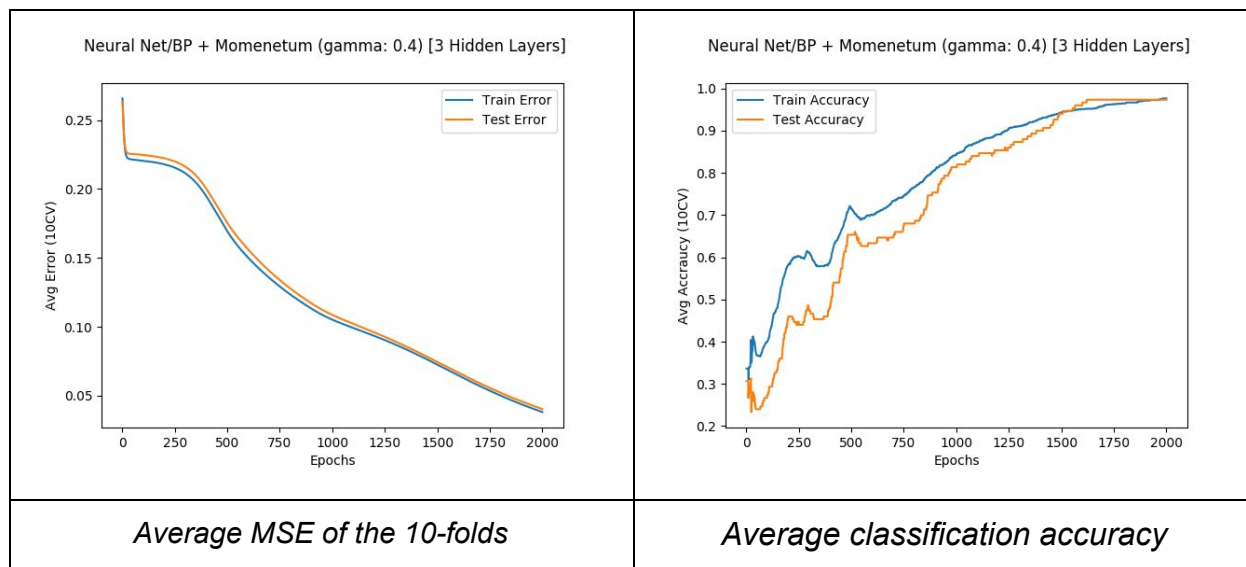 Neural Net/BP + Momenetum (gamma: 0.4) [3 Hidden Layers]
Train Error
Test Error
Avg Error (10CV)
0.25
0.20
0.15
0.10
0.05
0 250 500 750 1000 1250 1500 1750 2000
Epochs
Average MSE of the 10-folds
Neural Net/BP + Momenetum (gamma: 0.4) [3 Hidden Layers]
Train Accuracy
Test Accuracy
Avg Accraucy (10CV)
1.0
0.9
0.8
0.7
0.6
0.5
0.4
0.3
0.2
0 250 500 750 1000 1250 1500 1750 2000
Epochs
Average classification accuracy